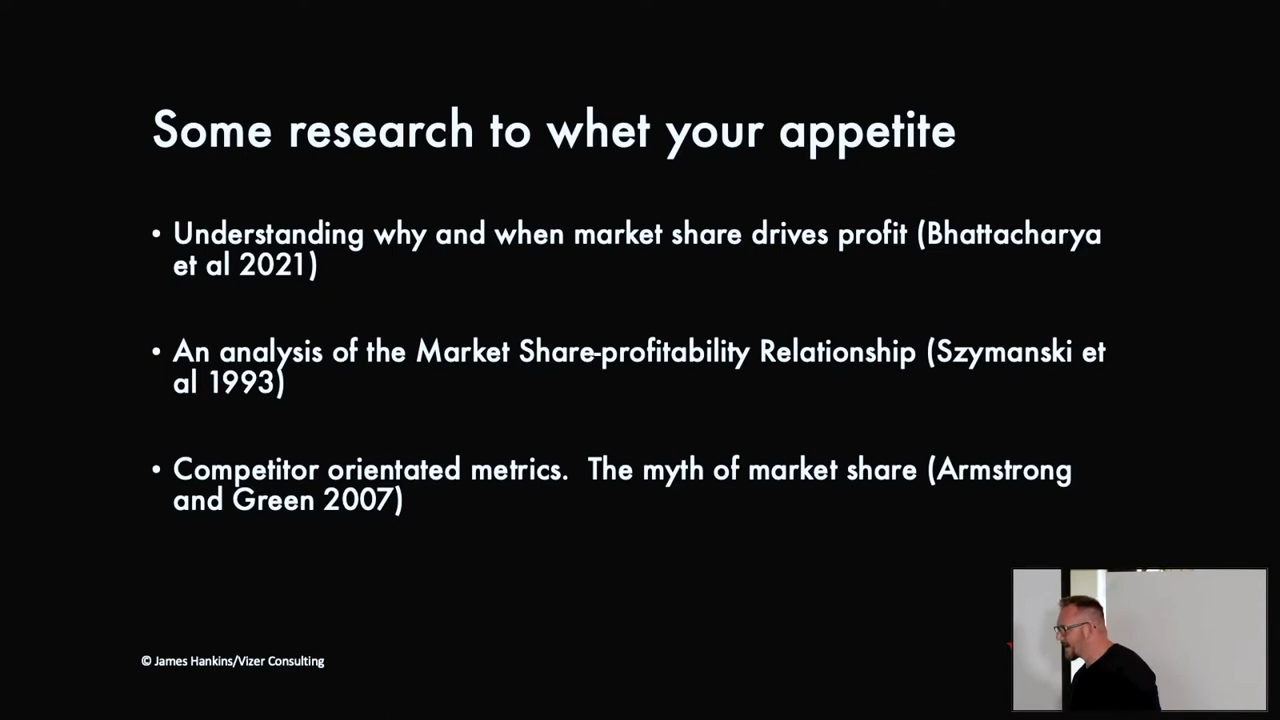 Some research to whet your appetite
• Understanding why and when market share drives profit (Bhattacharya
et al 2021)
• An analysis of the Market Share-profitability Relationship (Szymanski et
al 1993)
• Competitor orientated metrics.  The myth of market share (Armstrong
and Green 2007)
© James Hankins/Vizer Consulting